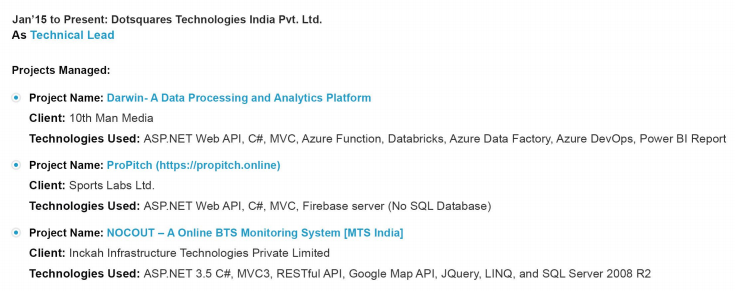 Jan'15 to Present: Dotsquares Technologies India Pvt. Ltd.
As Technical Lead
Projects Managed:
Project Name: Darwin- A Data Processing and Analytics Platform
Client: 10th Man Media
Technologies Used: ASP.NET Web API, C#, MVC, Azure Function, Databricks, Azure Data Factory, Azure DevOps, Power BI Report
Project Name: ProPitch (https://propitch.online)
Client: Sports Labs Ltd.
Technologies Used: ASP.NET Web API, C#, MVC, Firebase server (No SQL Database)
Project Name: NOCOUT – A Online BTS Monitoring System [MTS India]
Client: Inckah Infrastructure Technologies Private Limited
Technologies Used: ASP.NET 3.5 C#, MVC3, RESTful API, Google Map API, JQuery, LINQ, and SQL Server 2008 R2